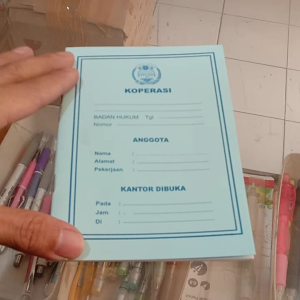 KOPERASI
BADAN HUKUM Tgl
Nomor
ANGGOTA
Nama :
Alamat :
Pekerjaan :
KANTOR DIBUKA
Pada :
Jam :
Di :